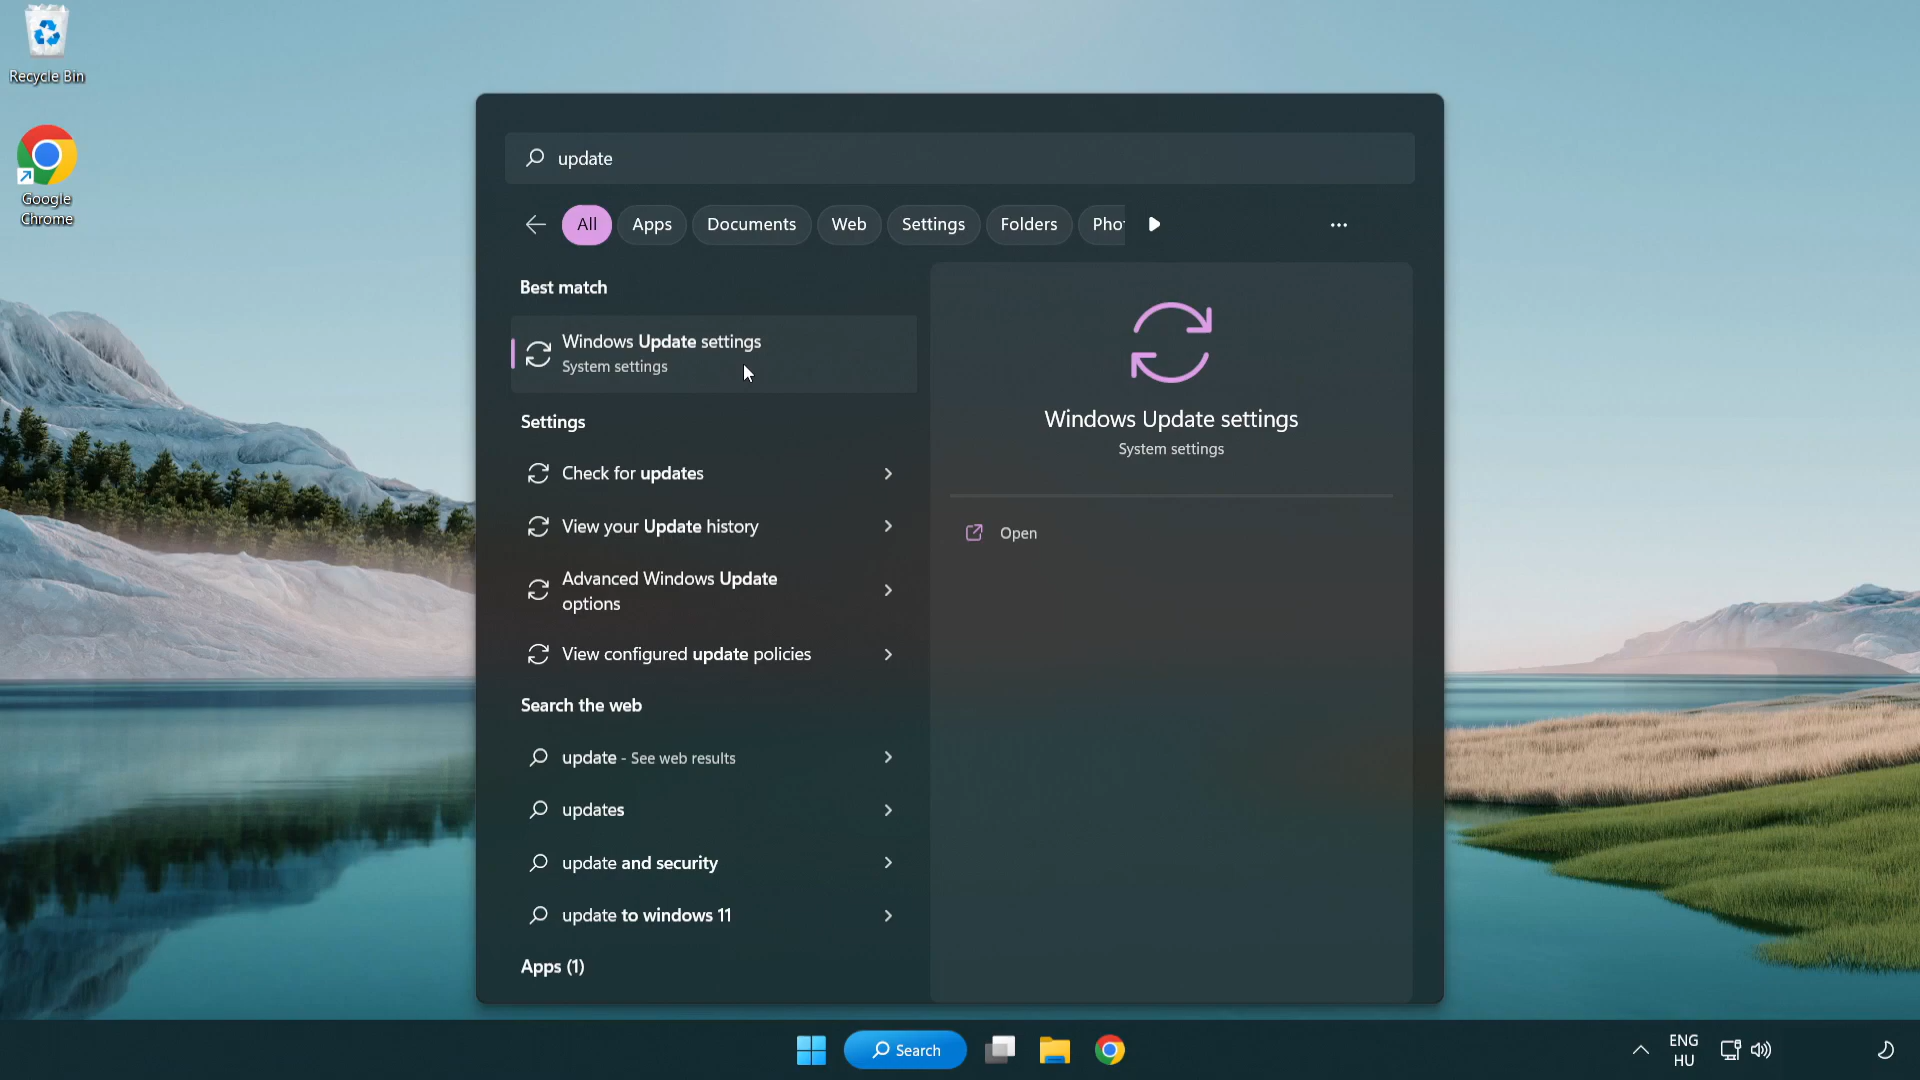 Recycle Bin
Google
Chrome
update
All
Apps
Documents
Web
Settings
Folders
Phot
Best match
Windows Update settings
System settings
Settings
Check for updates
View your Update history
Advanced Windows Update
options
View configured update policies
Search the web
update - See web results
updates
update and security
update to windows 11
Apps (1)
Windows Update settings
System settings
Open
Search
ENG
HU